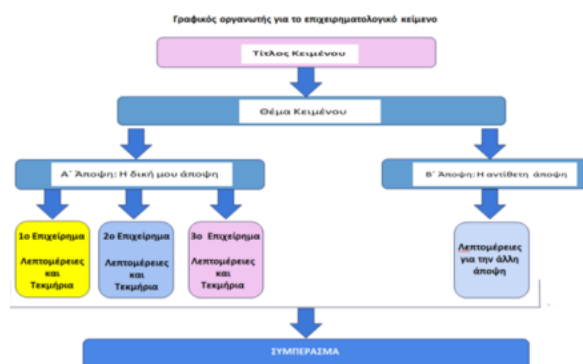 Γραφικός οργανωτής για το επιχειρηματολογικό κείμενο
Τίτλος Κειμένου
Θέμα Κειμένου
Α΄ Άποψη: Η δική μου άποψη
Β΄ Άποψη: Η αντίθετη άποψη
1ο Επιχείρημα
Λεπτομέρειες
και
Τεκμήρια
2ο Επιχείρημα
Λεπτομέρειες
και
Τεκμήρια
3ο Επιχείρημα
Λεπτομέρειες
και
Τεκμήρια
Λεπτομέρειες
για την άλλη
άποψη
ΣΥΜΠΕΡΑΣΜΑ